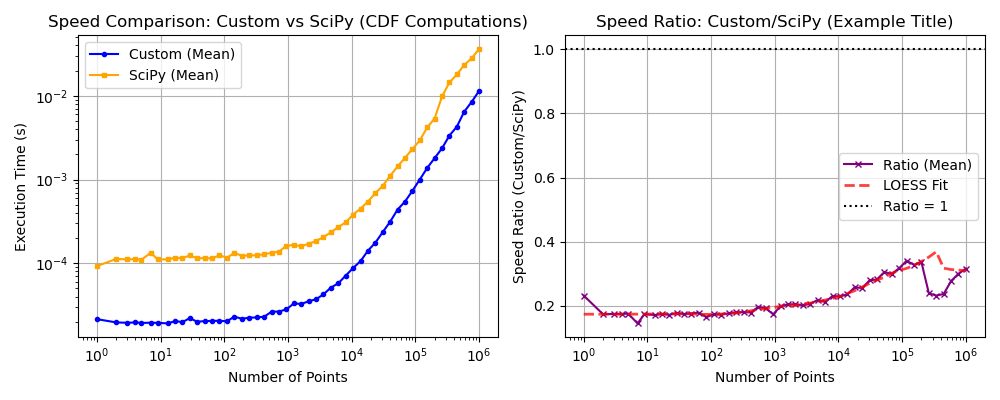 Speed Comparison: Custom vs SciPy (CDF Computations)
Execution Time (s)
Custom (Mean)
SciPy (Mean)
10⁻²
10⁻³
10⁻⁴
10⁰ 10¹ 10² 10³ 10⁴ 10⁵ 10⁶
Number of Points
Speed Ratio: Custom/SciPy (Example Title)
Speed Ratio (Custom/SciPy)
1.0
0.8
0.6
0.4
0.2
Ratio (Mean)
LOESS Fit
Ratio = 1
10⁰ 10¹ 10² 10³ 10⁴ 10⁵ 10⁶
Number of Points